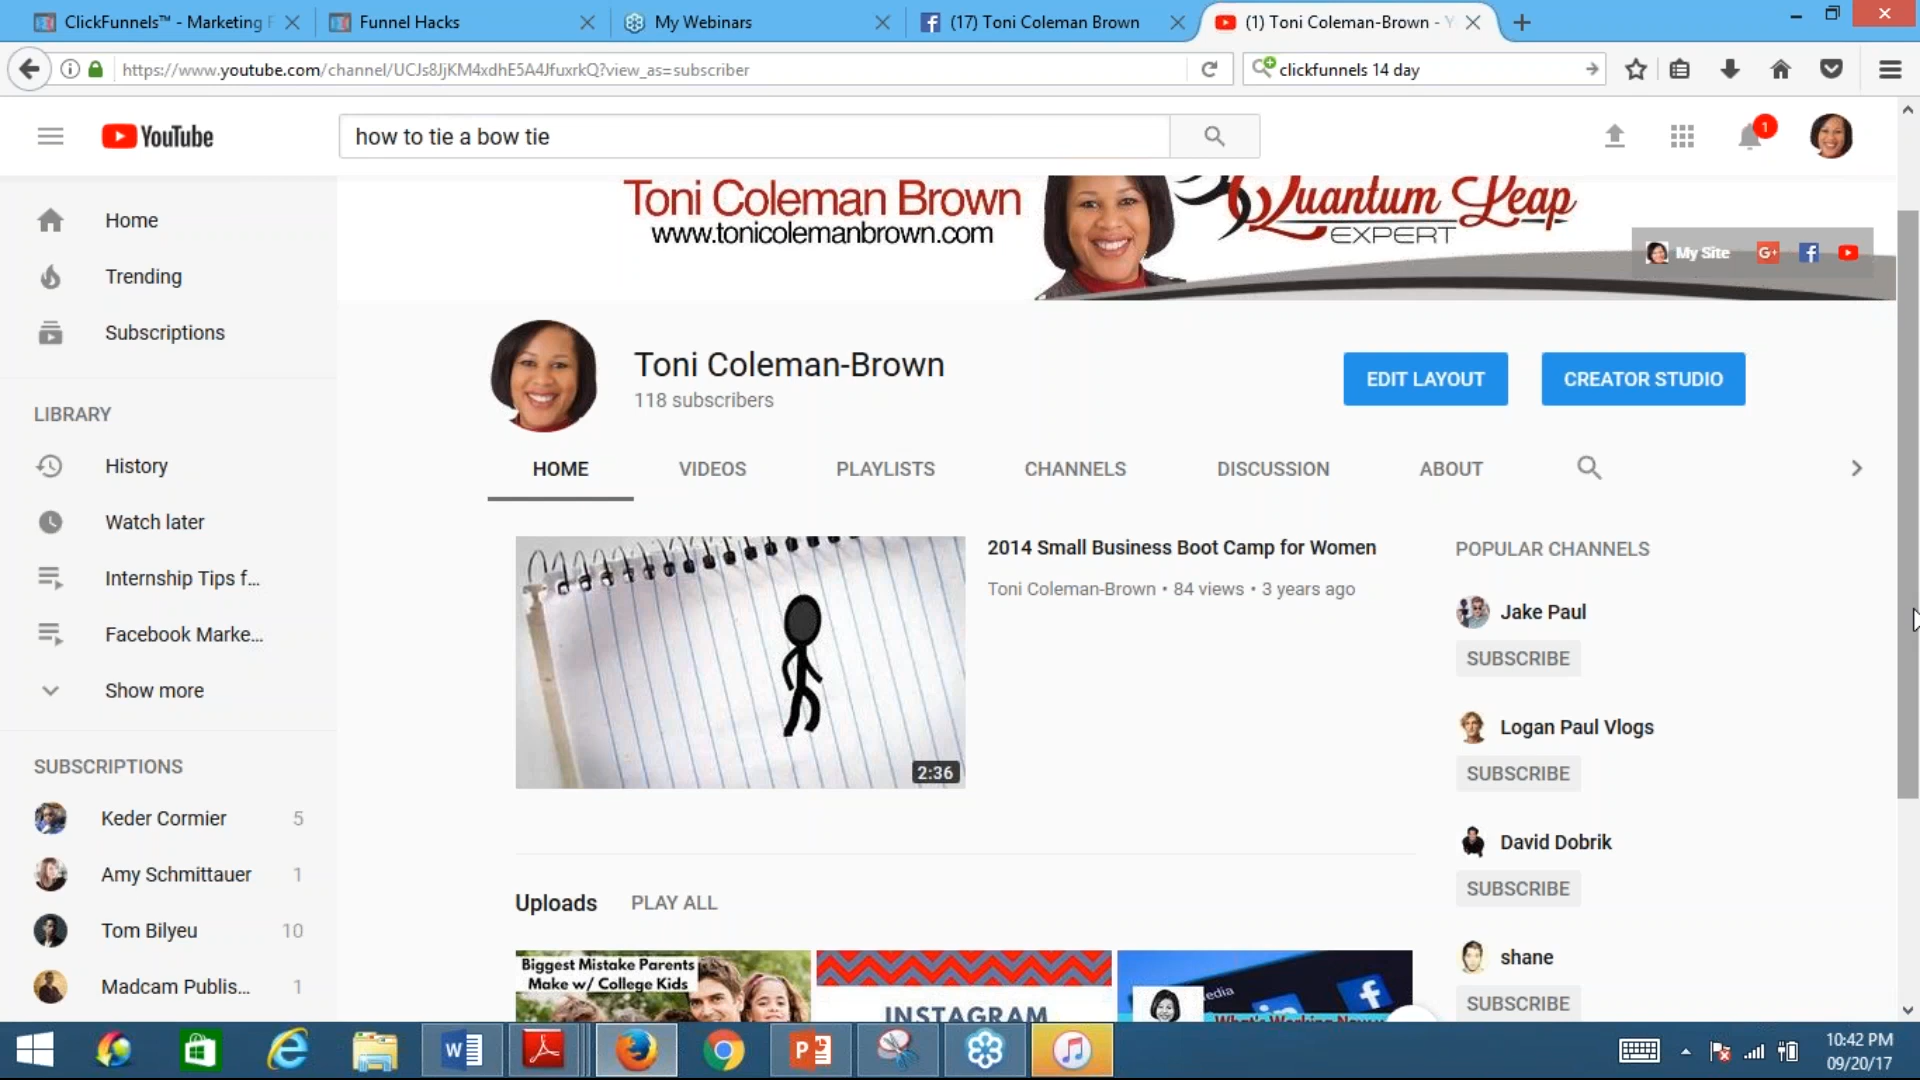 ClickFunnels™ - Marketing F
Funnel Hacks
My Webinars
(17) Toni Coleman Brown
(1) Toni Coleman-Brown - Y
https://www.youtube.com/channel/UCJs8JjKM4xdhE5A4JfuxrkQ?view_as=subscriber
clickfunnels 14 day
YouTube
how to tie a bow tie
1
Toni Coleman Brown
www.tonicolemanbrown.com
Quantum Leap
EXPERT
My Site
G+
Home
Trending
Subscriptions
LIBRARY
History
Watch later
Internship Tips f...
Facebook Marke...
Show more
SUBSCRIPTIONS
Keder Cormier 5
Amy Schmittauer 1
Tom Bilyeu 10
Madcam Publis... 1
Toni Coleman-Brown
118 subscribers
EDIT LAYOUT
CREATOR STUDIO
HOME
VIDEOS
PLAYLISTS
CHANNELS
DISCUSSION
ABOUT
2:36
2014 Small Business Boot Camp for Women
Toni Coleman-Brown • 84 views • 3 years ago
POPULAR CHANNELS
Jake Paul
SUBSCRIBE
Logan Paul Vlogs
SUBSCRIBE
David Dobrik
SUBSCRIBE
shane
SUBSCRIBE
Uploads PLAY ALL
Biggest Mistake Parents
Make w/ College Kids
INSTAGRAM
edia
What's Working Now
10:42 PM
09/20/17